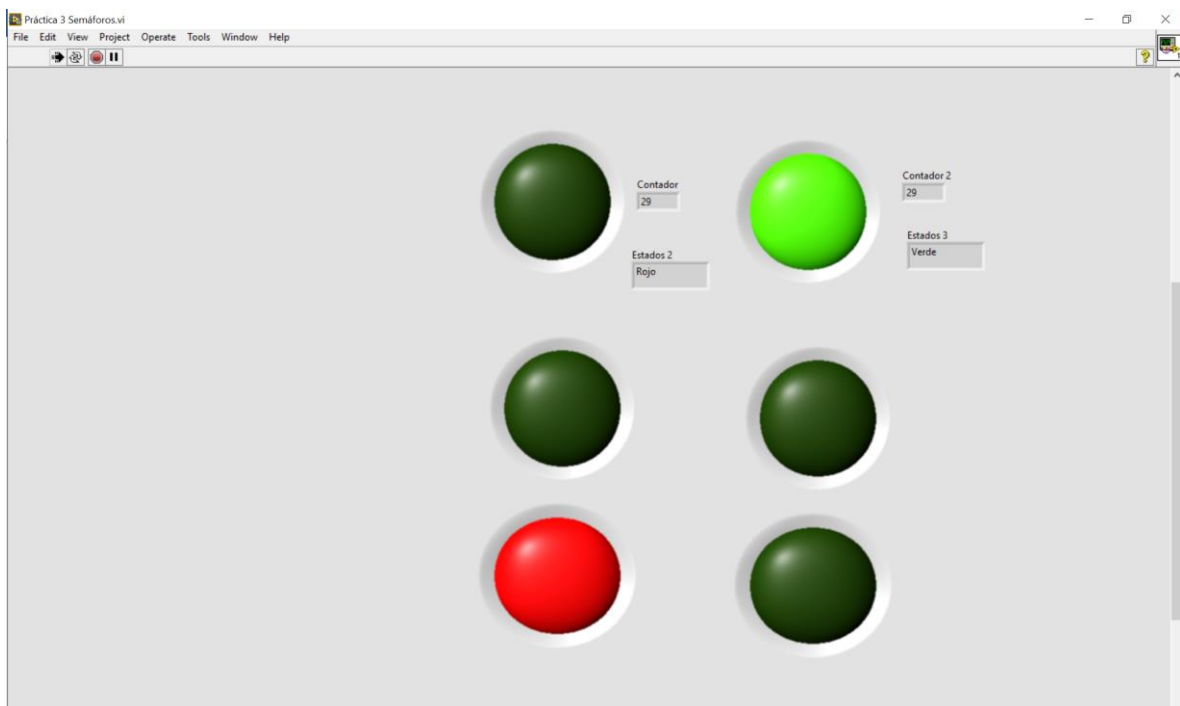 Práctica 3 Semáforos.vi
File Edit View Project Operate Tools Window Help
Contador
29
Estados 2
Rojo
Contador 2
29
Estados 3
Verde